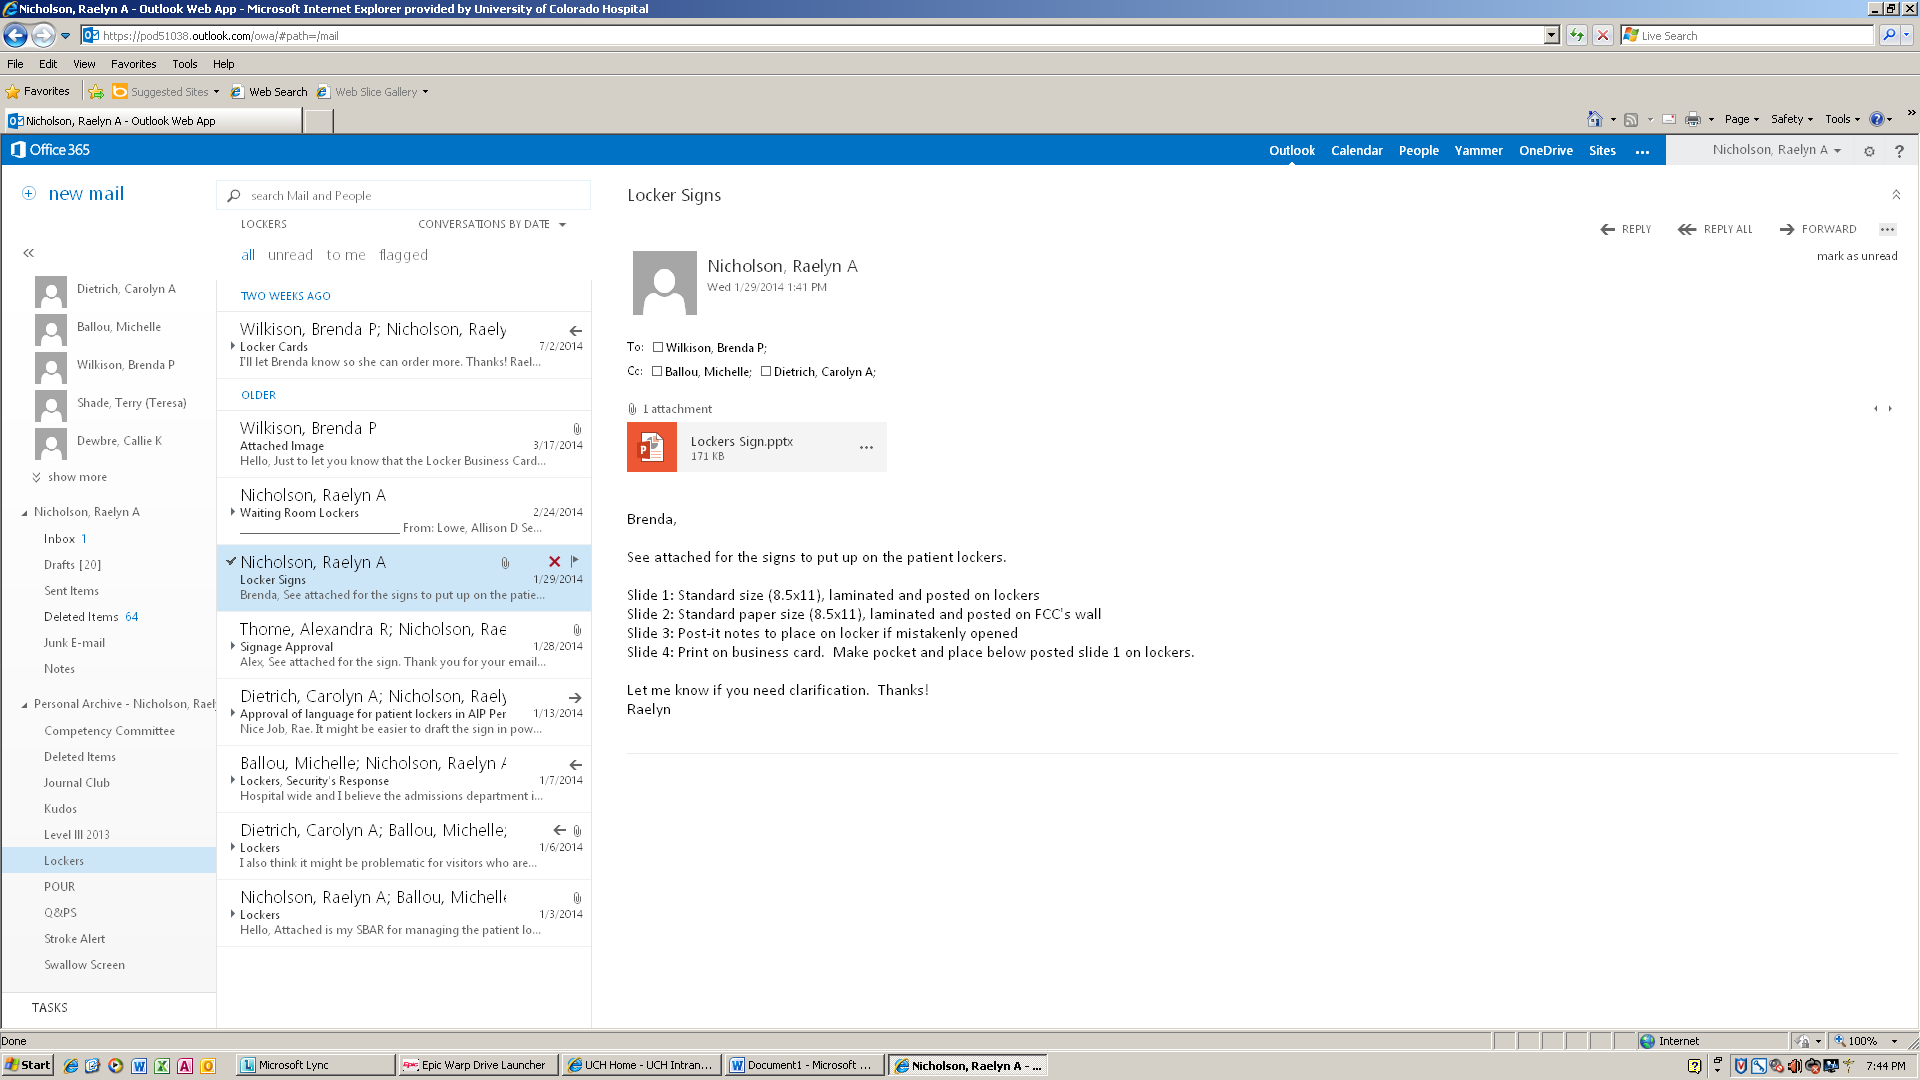 Nicholson, Raelyn A - Outlook Web App - Microsoft Internet Explorer provided by University of Colorado Hospital
https://pod51038.outlook.com/owa/#path=/mail
Live Search
File Edit View Favorites Tools Help
Favorites Suggested Sites Web Search Web Slice Gallery
Nicholson, Raelyn A - Outlook Web App
Page Safety Tools
Office 365
Outlook Calendar People Yammer OneDrive Sites ...
Nicholson, Raelyn A
new mail
Dietrich, Carolyn A
Ballou, Michelle
Wilkison, Brenda P
Shade, Terry (Teresa)
Dewbre, Callie K
show more
Nicholson, Raelyn A
Inbox 1
Drafts [20]
Sent Items
Deleted Items 64
Junk E-mail
Notes
Personal Archive - Nicholson, Rael
Competency Committee
Deleted Items
Journal Club
Kudos
Level III 2013
Lockers
POUR
Q&PS
Stroke Alert
Swallow Screen
TASKS
search Mail and People
LOCKERS CONVERSATIONS BY DATE
all unread to me flagged
TWO WEEKS AGO
Wilkison, Brenda P; Nicholson, Raely
Locker Cards 7/2/2014
I'll let Brenda know so she can order more. Thanks! Rael...
OLDER
Wilkison, Brenda P
Attached Image 3/17/2014
Hello, Just to let you know that the Locker Business Card...
Nicholson, Raelyn A
Waiting Room Lockers 2/24/2014
________________________________ From: Lowe, Allison D Se...
Nicholson, Raelyn A
Locker Signs 1/29/2014
Brenda, See attached for the signs to put up on the patie...
Thome, Alexandra R; Nicholson, Rae
Signage Approval 1/28/2014
Alex, See attached for the sign. Thank you for your email...
Dietrich, Carolyn A; Nicholson, Raely
Approval of language for patient lockers in AIP Per 1/13/2014
Nice Job, Rae. It might be easier to draft the sign in pow...
Ballou, Michelle; Nicholson, Raelyn A
Lockers, Security's Response 1/7/2014
Hospital wide and I believe the admissions department i...
Dietrich, Carolyn A; Ballou, Michelle;
Lockers 1/6/2014
I also think it might be problematic for visitors who are...
Nicholson, Raelyn A; Ballou, Michelle
Lockers 1/3/2014
Hello, Attached is my SBAR for managing the patient lo...
Locker Signs
REPLY REPLY ALL FORWARD ...
mark as unread
Nicholson, Raelyn A
Wed 1/29/2014 1:41 PM
To: Wilkison, Brenda P;
Cc: Ballou, Michelle; Dietrich, Carolyn A;
1 attachment
Lockers Sign.pptx
171 KB
Brenda,
See attached for the signs to put up on the patient lockers.
Slide 1: Standard size (8.5x11), laminated and posted on lockers
Slide 2: Standard paper size (8.5x11), laminated and posted on FCC's wall
Slide 3: Post-it notes to place on locker if mistakenly opened
Slide 4: Print on business card. Make pocket and place below posted slide 1 on lockers.
Let me know if you need clarification. Thanks!
Raelyn
Done Internet 100%
Start Microsoft Lync Epic Warp Drive Launcher UCH Home - UCH Intran... Document1 - Microsoft ... Nicholson, Raelyn A - ... 7:44 PM